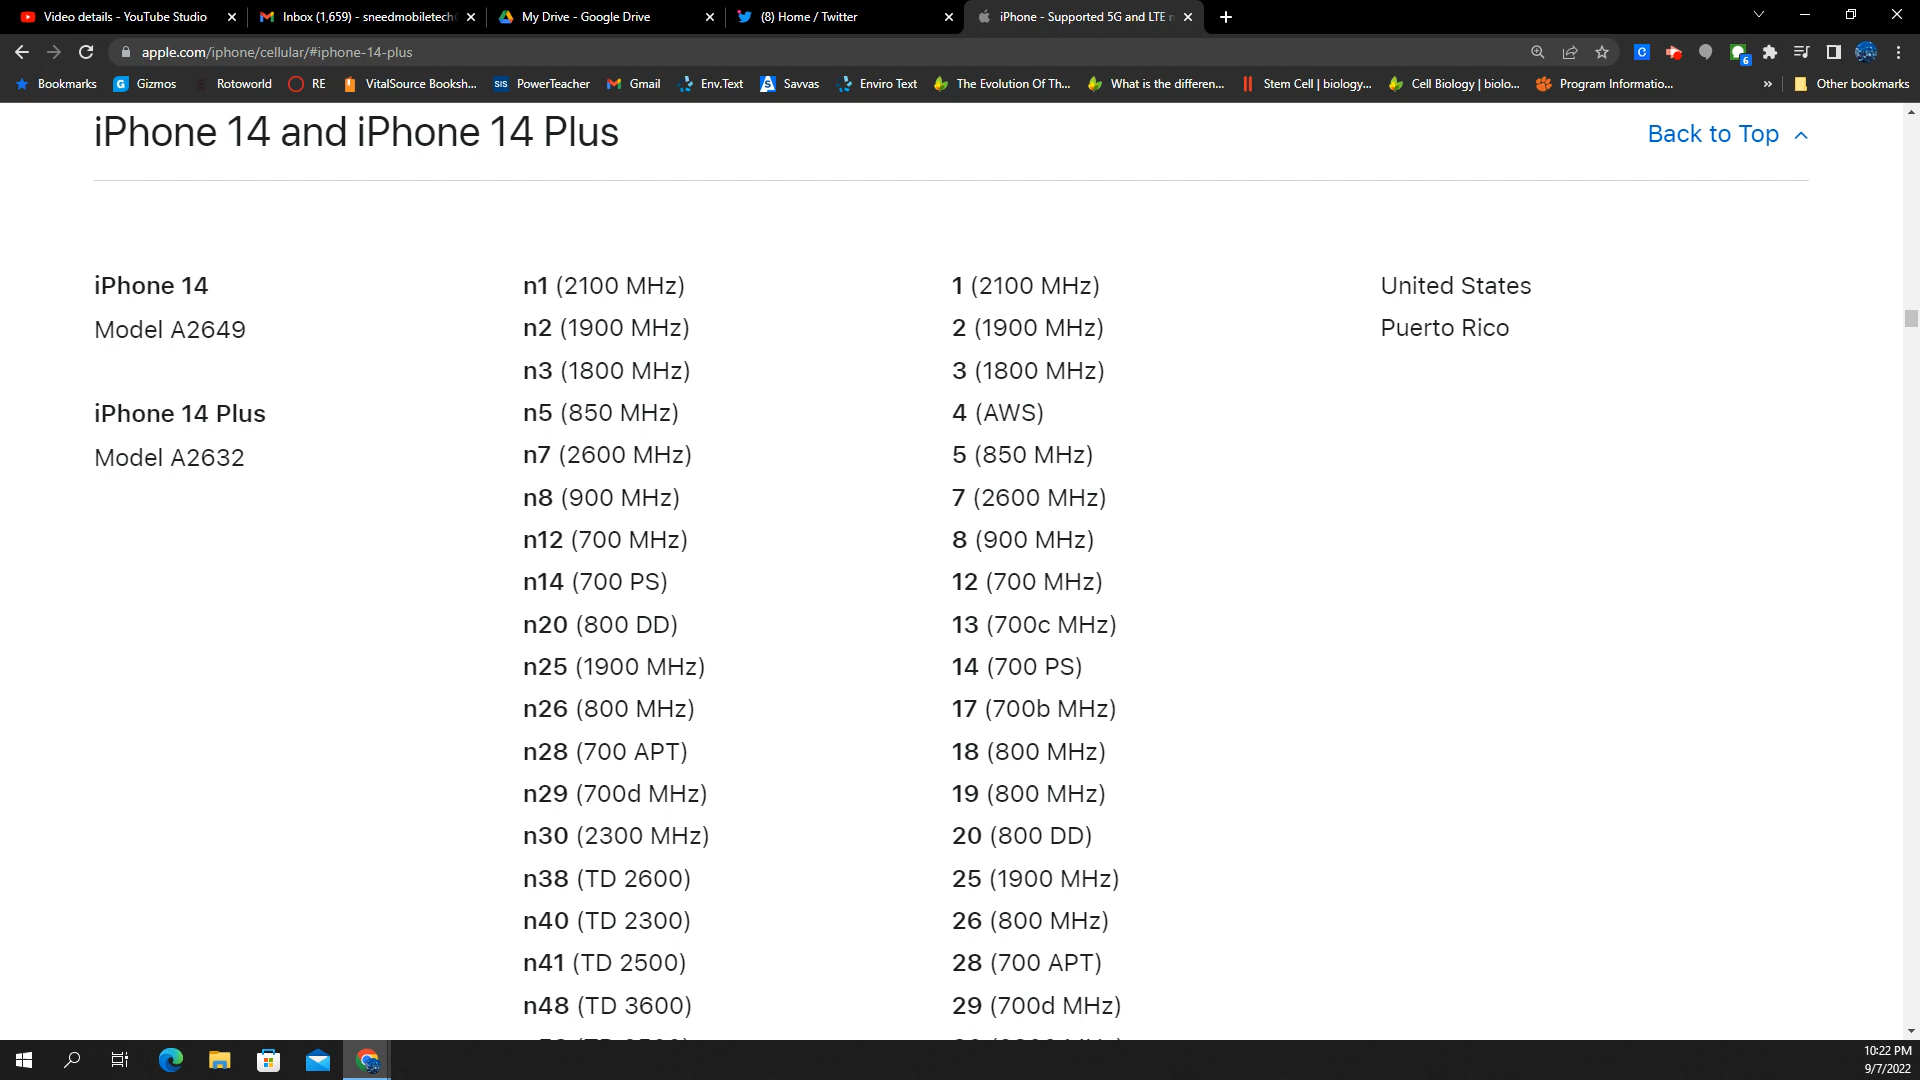 Video details - YouTube Studio
Inbox (1,659) - sneedmobiletech
My Drive - Google Drive
(8) Home / Twitter
iPhone - Supported 5G and LTE
apple.com/iphone/cellular/#iphone-14-plus
6
Bookmarks
Gizmos
Rotoworld
RE
VitalSource Booksh...
SIS PowerTeacher
Gmail
Env.Text
Savvas
Enviro Text
The Evolution Of Th...
What is the differen...
Stem Cell | biology...
Cell Biology | biolo...
Program Informatio...
»
Other bookmarks
iPhone 14 and iPhone 14 Plus
Back to Top
iPhone 14
Model A2649
iPhone 14 Plus
Model A2632
n1 (2100 MHz)
n2 (1900 MHz)
n3 (1800 MHz)
n5 (850 MHz)
n7 (2600 MHz)
n8 (900 MHz)
n12 (700 MHz)
n14 (700 PS)
n20 (800 DD)
n25 (1900 MHz)
n26 (800 MHz)
n28 (700 APT)
n29 (700d MHz)
n30 (2300 MHz)
n38 (TD 2600)
n40 (TD 2300)
n41 (TD 2500)
n48 (TD 3600)
1 (2100 MHz)
2 (1900 MHz)
3 (1800 MHz)
4 (AWS)
5 (850 MHz)
7 (2600 MHz)
8 (900 MHz)
12 (700 MHz)
13 (700c MHz)
14 (700 PS)
17 (700b MHz)
18 (800 MHz)
19 (800 MHz)
20 (800 DD)
25 (1900 MHz)
26 (800 MHz)
28 (700 APT)
29 (700d MHz)
United States
Puerto Rico
10:22 PM
9/7/2022